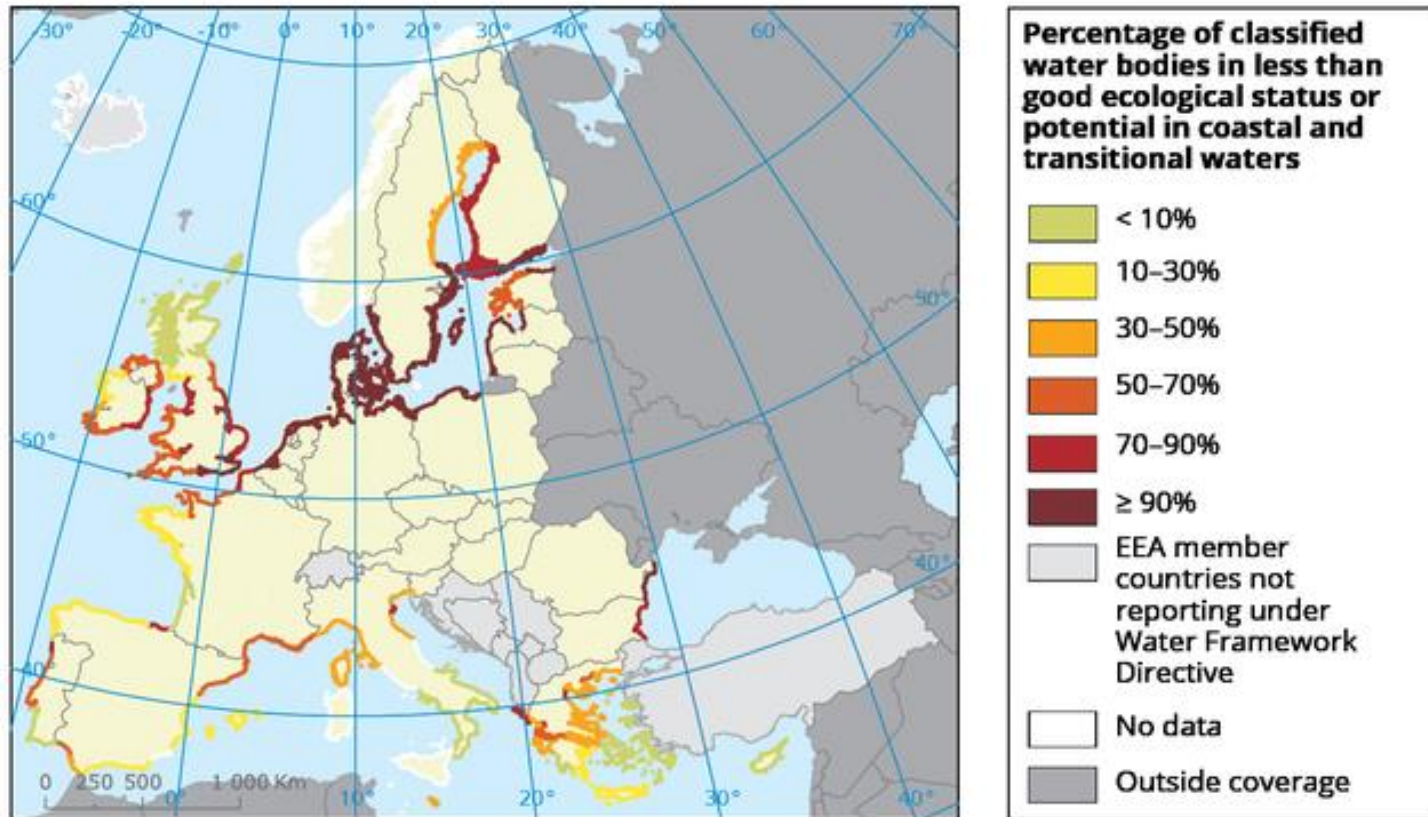 -30° -20° -10° 0° 10° 20° 30° 40° 50° 60° 70°
60°
50°
50°
40°
40°
0 250 500 1 000 Km
0° 10° 20° 30° 40°
Percentage of classified
water bodies in less than
good ecological status or
potential in coastal and
transitional waters
< 10%
10–30%
30–50%
50–70%
70–90%
≥ 90%
EEA member
countries not
reporting under
Water Framework
Directive
No data
Outside coverage